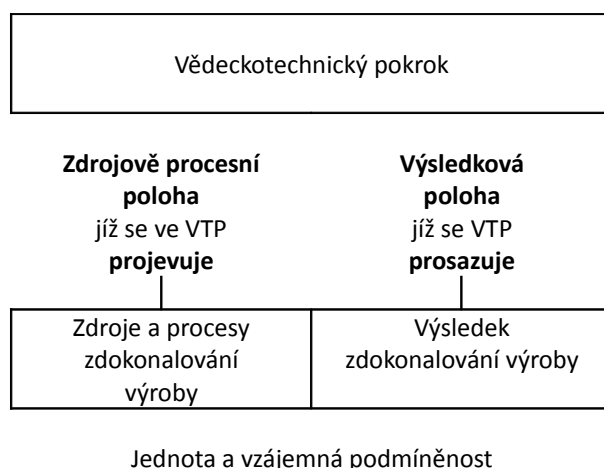 Vědeckotechnický pokrok
Zdrojově procesní
poloha
jíž se ve VTP
projevuje
Výsledková
poloha
jíž se VTP
prosazuje
Zdroje a procesy
zdokonalování
výroby
Výsledek
zdokonalování výroby
Jednota a vzájemná podmíněnost